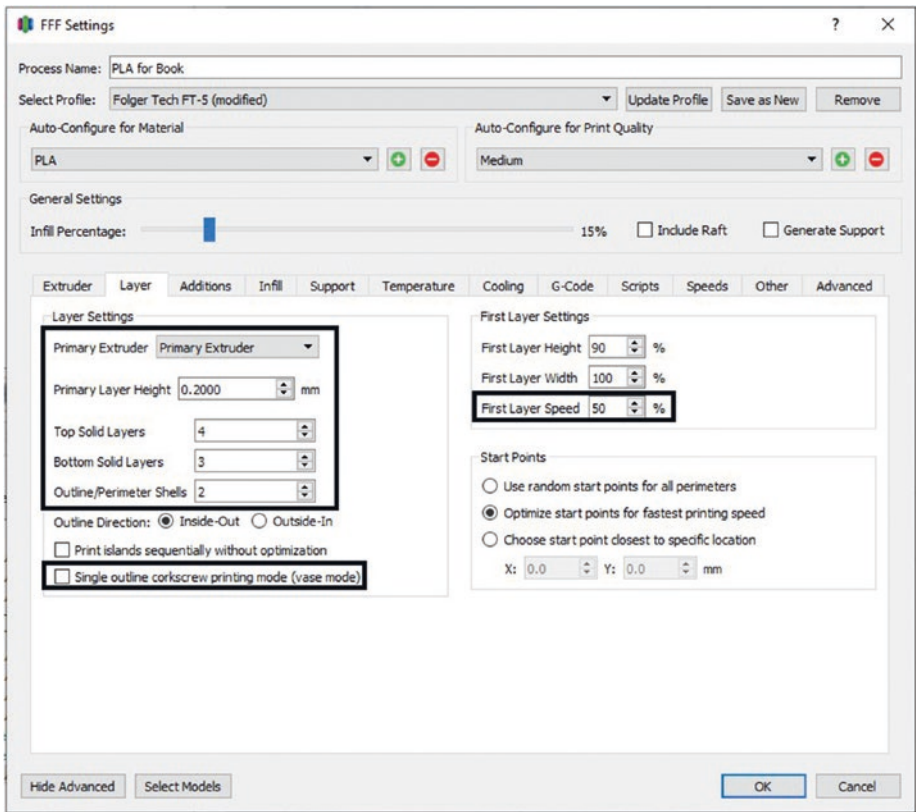 FFF Settings
Process Name: PLA for Book
Select Profile: Folger Tech FT-5 (modified) Update Profile Save as New Remove
Auto-Configure for Material
PLA
Auto-Configure for Print Quality
Medium
General Settings
Infill Percentage: 15% Include Raft Generate Support
Extruder Layer Additions Infill Support Temperature Cooling G-Code Scripts Speeds Other Advanced
Layer Settings
Primary Extruder Primary Extruder
Primary Layer Height 0.2000 mm
Top Solid Layers 4
Bottom Solid Layers 3
Outline/Perimeter Shells 2
Outline Direction: Inside-Out Outside-In
Print islands sequentially without optimization
Single outline corkscrew printing mode (vase mode)
First Layer Settings
First Layer Height 90 %
First Layer Width 100 %
First Layer Speed 50 %
Start Points
Use random start points for all perimeters
Optimize start points for fastest printing speed
Choose start point closest to specific location
X: 0.0 Y: 0.0 mm
Hide Advanced Select Models OK Cancel